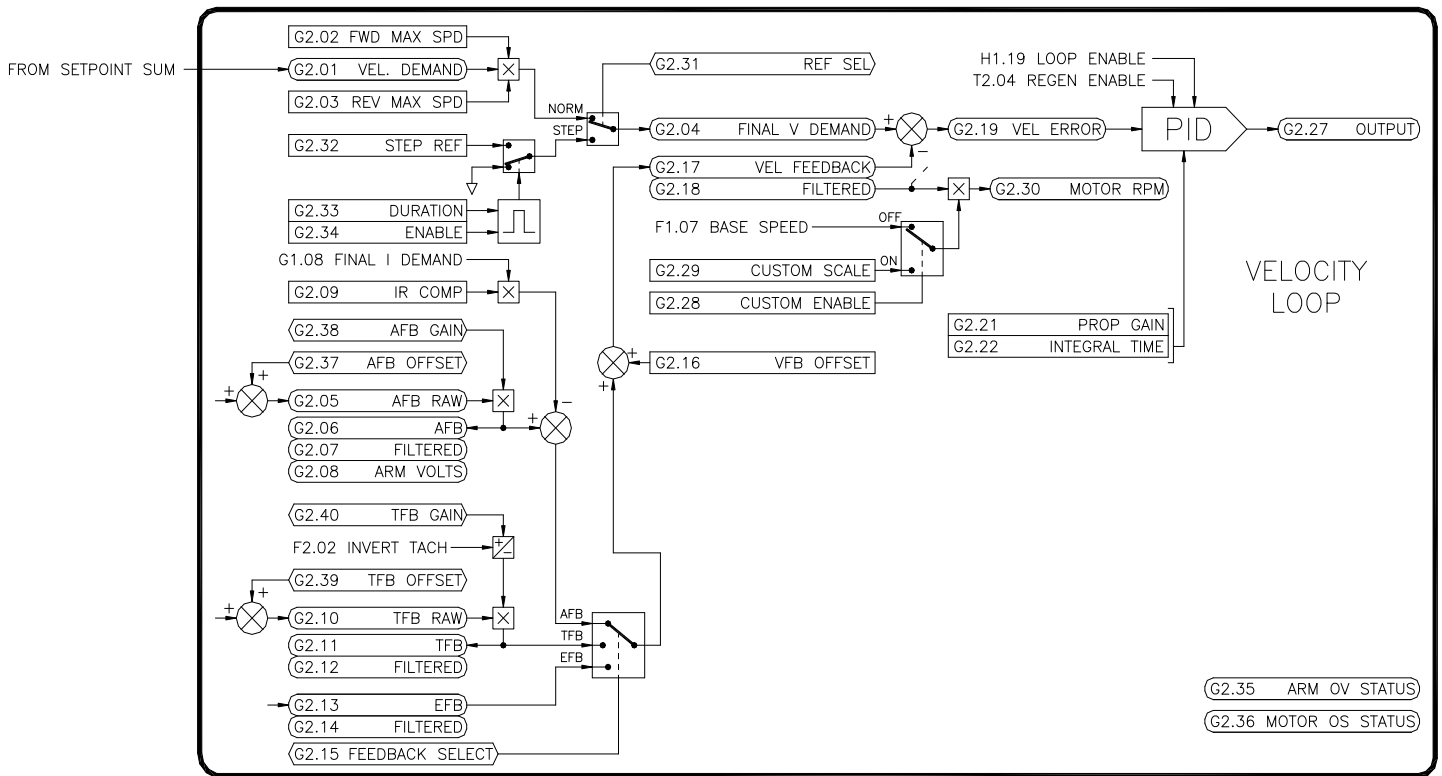 G2.02 FWD MAX SPD
FROM SETPOINT SUM
G2.01 VEL. DEMAND
G2.03 REV MAX SPD
NORM
STEP
G2.32 STEP REF
G2.33 DURATION
G2.34 ENABLE
G1.08 FINAL I DEMAND
G2.09 IR COMP
G2.38 AFB GAIN
G2.37 AFB OFFSET
G2.05 AFB RAW
G2.06 AFB
G2.07 FILTERED
G2.08 ARM VOLTS
G2.40 TFB GAIN
F2.02 INVERT TACH
G2.39 TFB OFFSET
G2.10 TFB RAW
G2.11 TFB
G2.12 FILTERED
G2.13 EFB
G2.14 FILTERED
G2.15 FEEDBACK SELECT
AFB
TFB
EFB
G2.31 REF SEL
G2.04 FINAL V DEMAND
G2.17 VEL FEEDBACK
G2.18 FILTERED
F1.07 BASE SPEED
OFF
ON
G2.29 CUSTOM SCALE
G2.28 CUSTOM ENABLE
G2.16 VFB OFFSET
G2.19 VEL ERROR
G2.30 MOTOR RPM
H1.19 LOOP ENABLE
T2.04 REGEN ENABLE
PID
G2.27 OUTPUT
G2.21 PROP GAIN
G2.22 INTEGRAL TIME
VELOCITY
LOOP
G2.35 ARM OV STATUS
G2.36 MOTOR OS STATUS